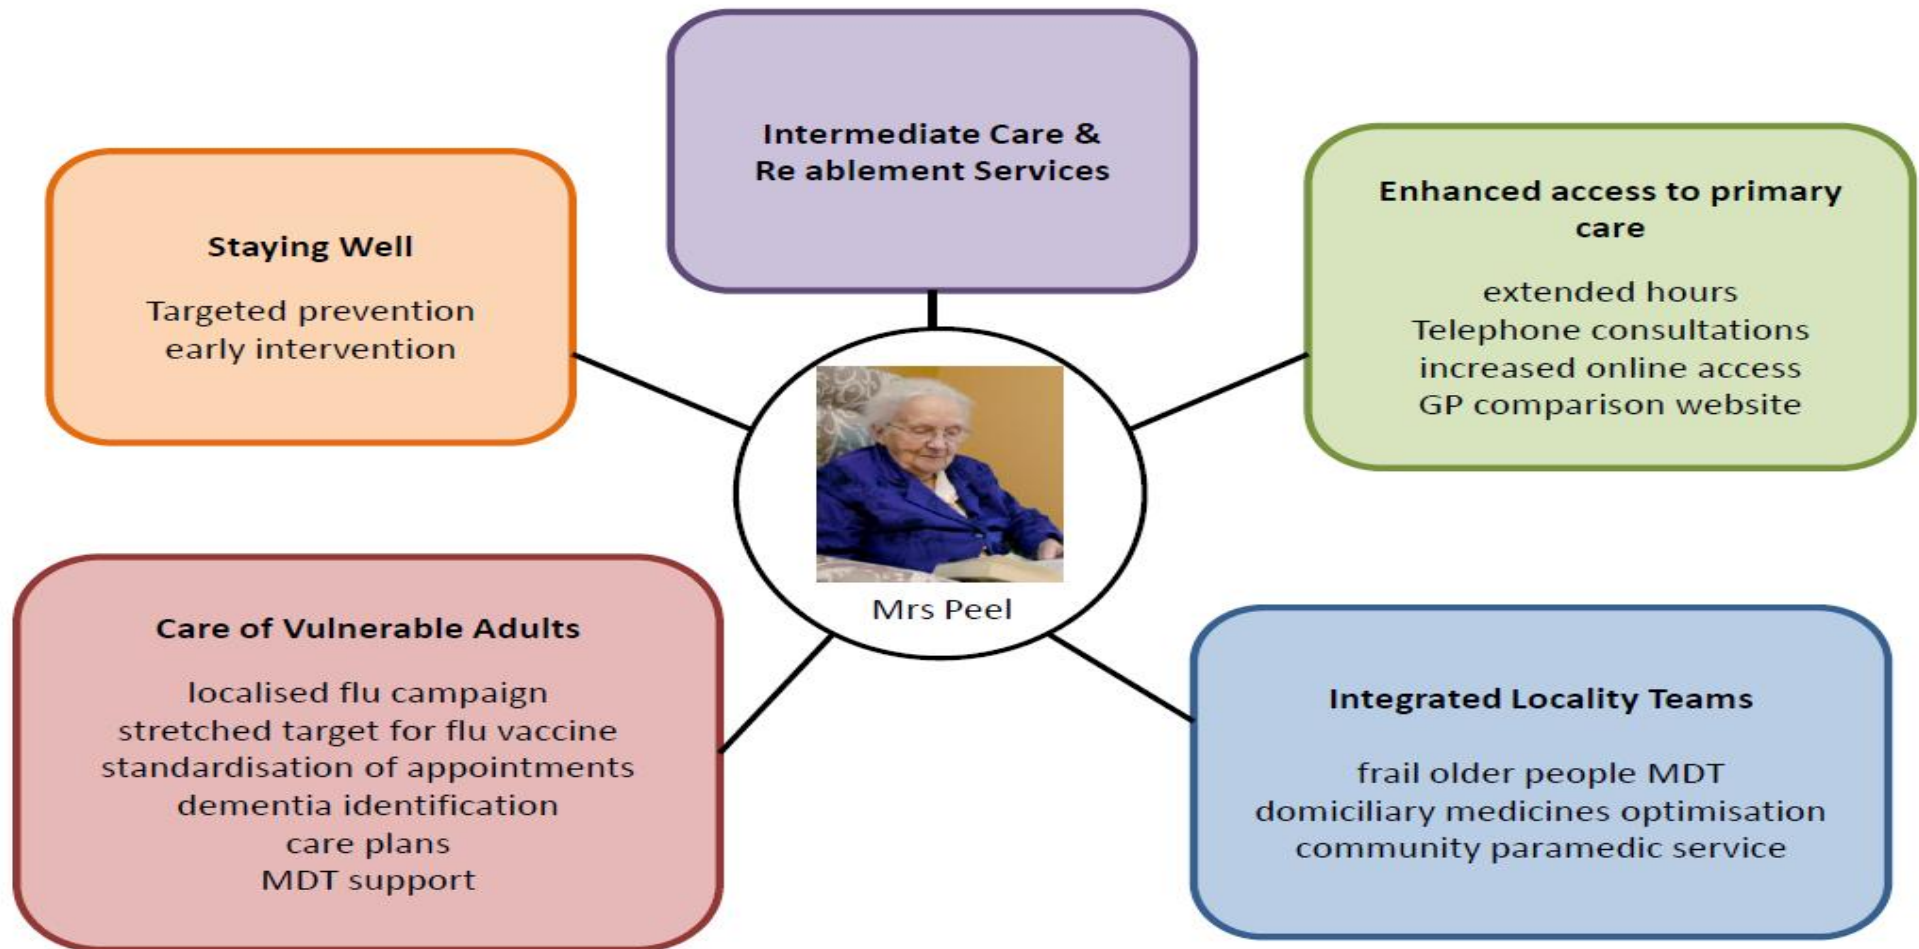 Intermediate Care &
Re ablement Services
Staying Well
Targeted prevention
early intervention
Enhanced access to primary
care
extended hours
Telephone consultations
increased online access
GP comparison website
Mrs Peel
Care of Vulnerable Adults
localised flu campaign
stretched target for flu vaccine
standardisation of appointments
dementia identification
care plans
MDT support
Integrated Locality Teams
frail older people MDT
domiciliary medicines optimisation
community paramedic service